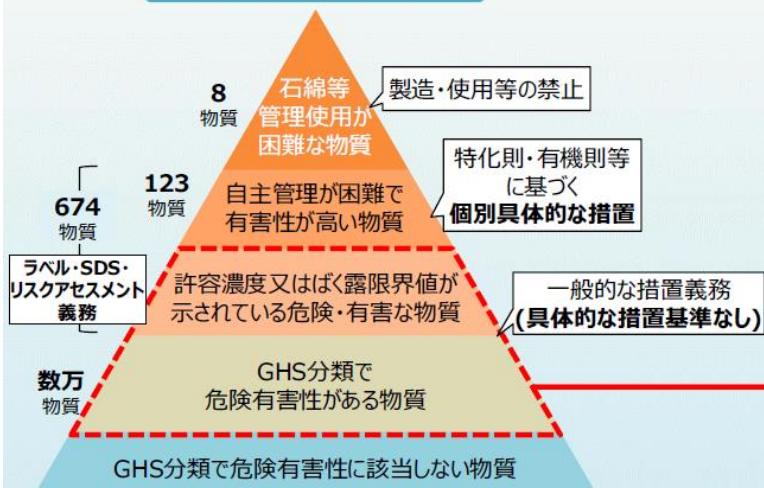 8
物質
石綿等
管理使用が
困難な物質
製造・使用等の禁止
123
物質
自主管理が困難で
有害性が高い物質
特化則・有機則等
に基づく
個別具体的な措置
674
物質
ラベル・SDS・
リスクアセスメント
義務
許容濃度又はばく露限界値が
示されている危険・有害な物質
一般的な措置義務
(具体的な措置基準なし)
数万
物質
GHS分類で
危険有害性がある物質
GHS分類で危険有害性に該当しない物質